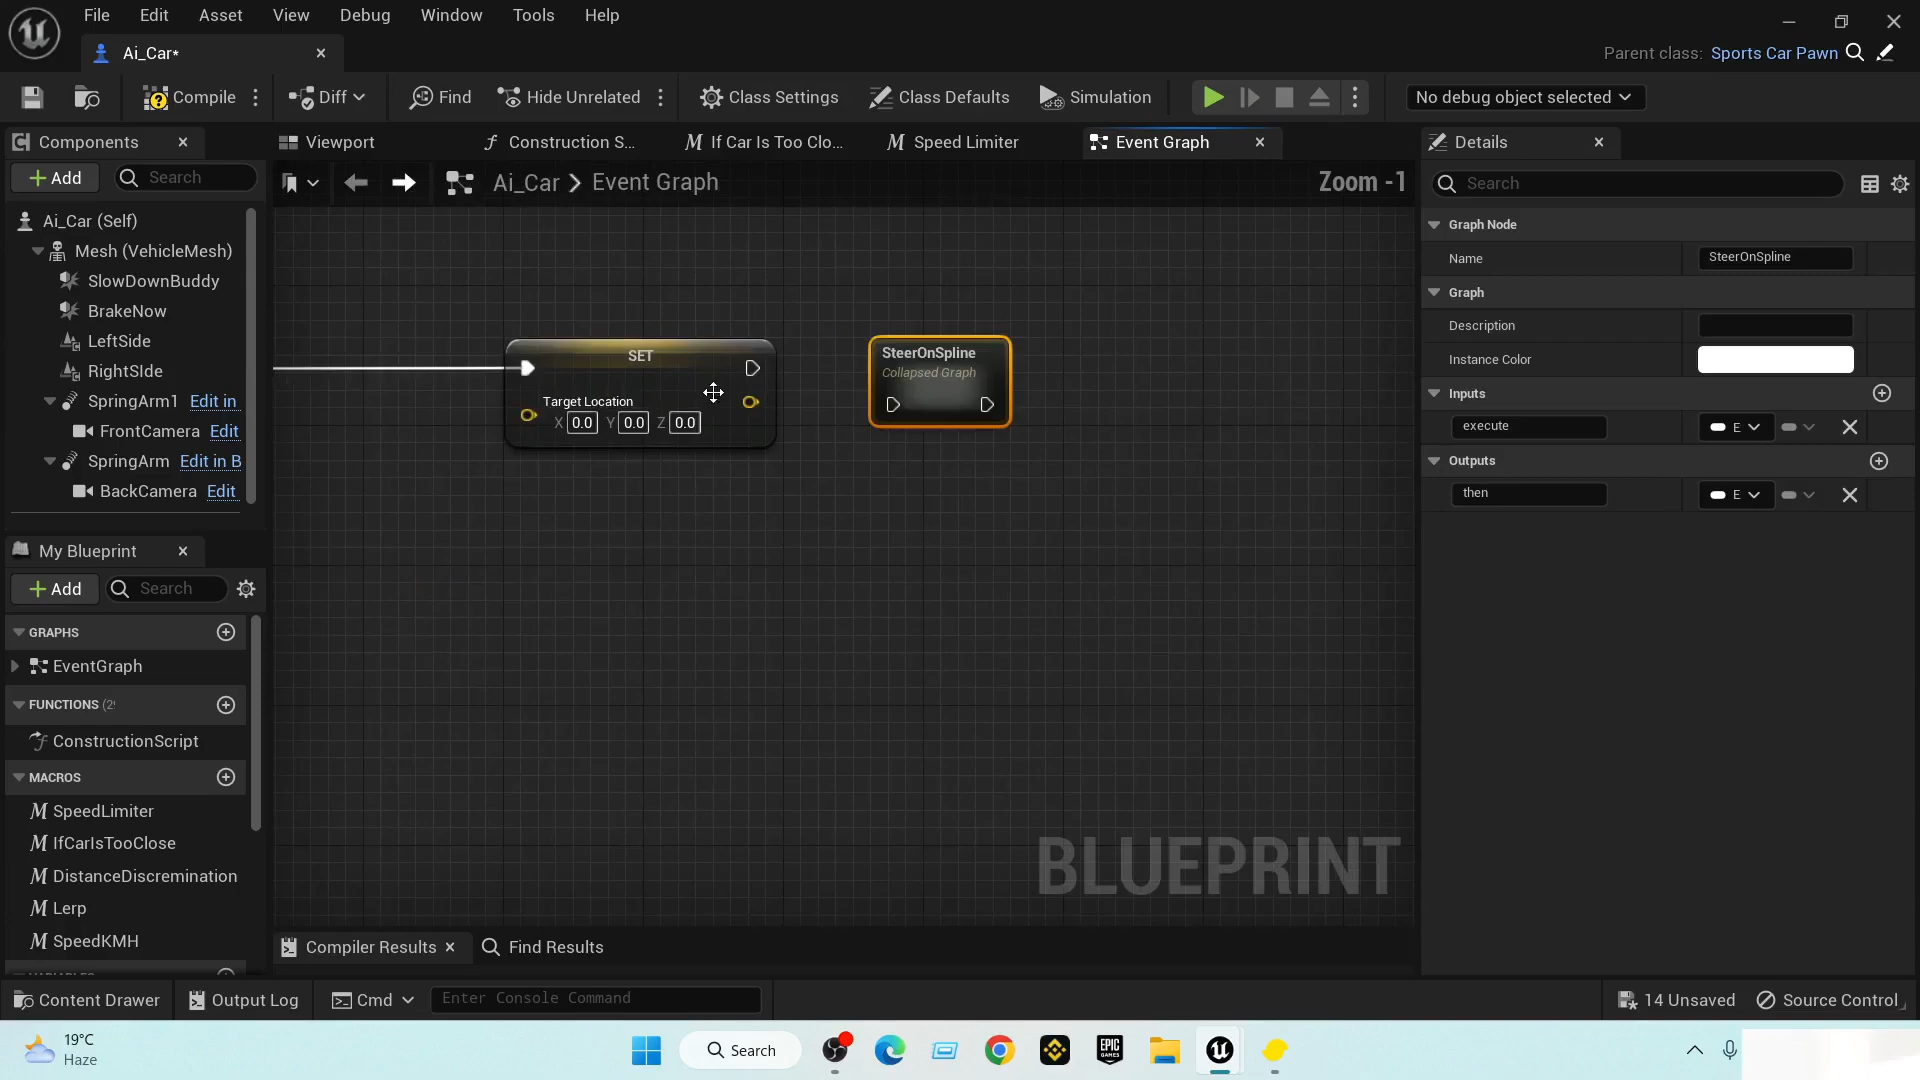 File Edit Asset View Debug Window Tools Help
Ai_Car*
Parent class: Sports Car Pawn
Compile Diff Find Hide Unrelated Class Settings Class Defaults Simulation No debug object selected
Components
Viewport Construction S... If Car Is Too Clo... Speed Limiter Event Graph
Details
Add Search
Ai_Car > Event Graph Zoom -1
Search
Ai_Car (Self)
Mesh (VehicleMesh)
SlowDownBuddy
BrakeNow
LeftSide
RightSIde
SpringArm1 Edit in
FrontCamera Edit
SpringArm Edit in B
BackCamera Edit
SET
Target Location
X 0.0 Y 0.0 Z 0.0
SteerOnSpline
Collapsed Graph
Graph Node
Name SteerOnSpline
Graph
Description
Instance Color
Inputs
execute E
Outputs
then E
My Blueprint
Add Search
GRAPHS
EventGraph
FUNCTIONS
ConstructionScript
MACROS
SpeedLimiter
IfCarIsTooClose
DistanceDiscremination
Lerp
SpeedKMH
BLUEPRINT
Compiler Results Find Results
Content Drawer Output Log Cmd Enter Console Command 14 Unsaved Source Control
19°C
Haze
Search
EPIC
GAMES